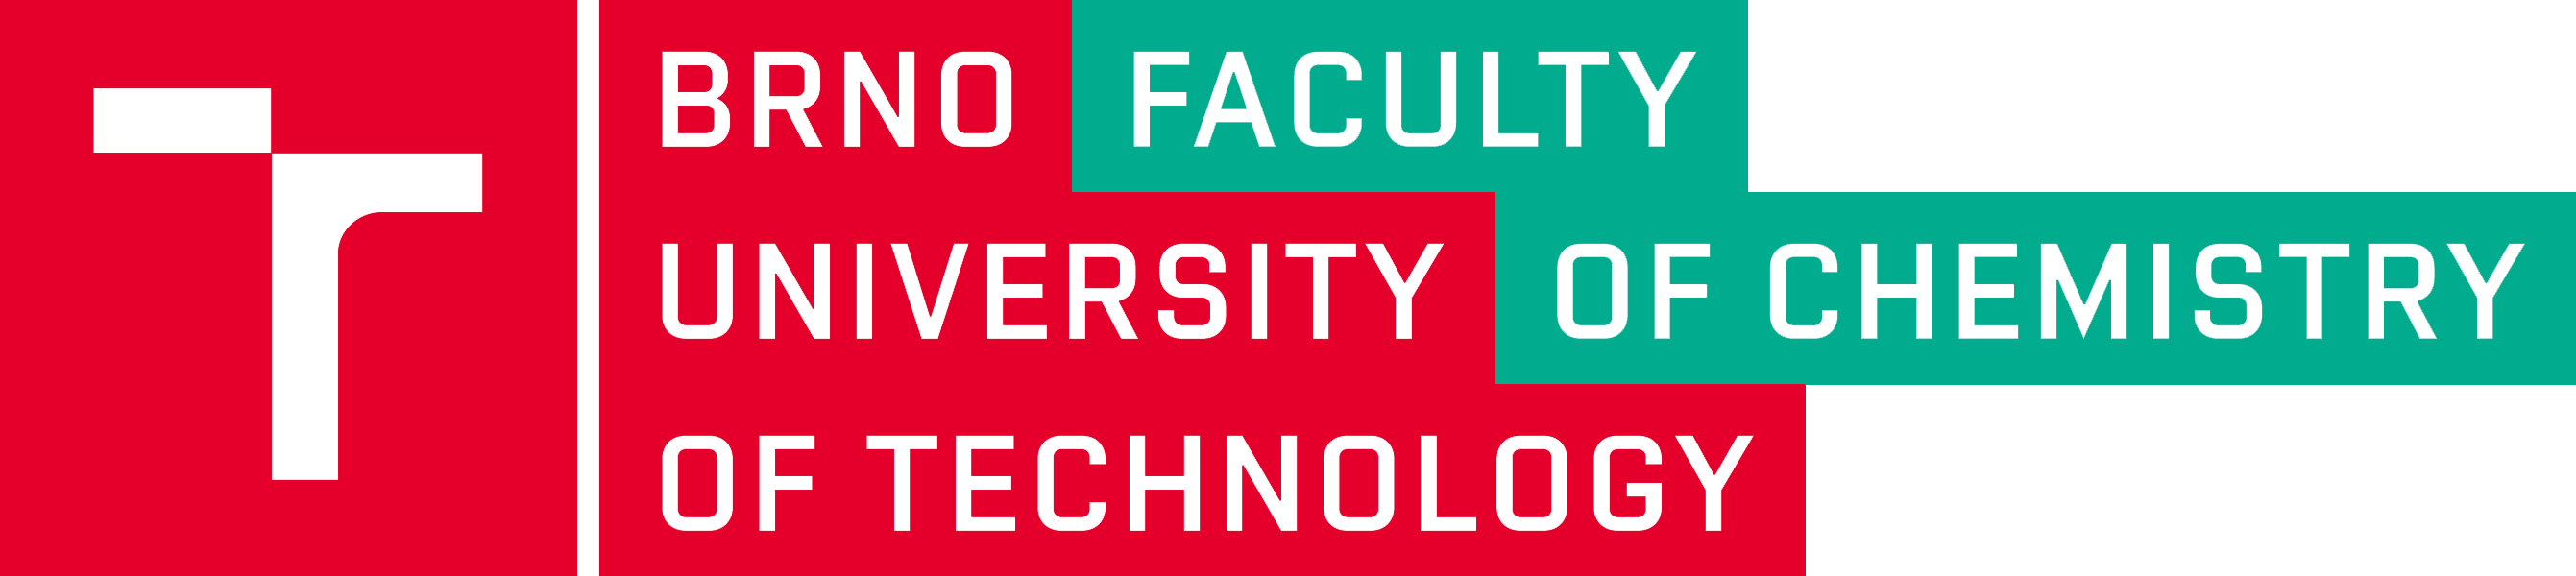 BRNO FACULTY
UNIVERSITY OF CHEMISTRY
OF TECHNOLOGY